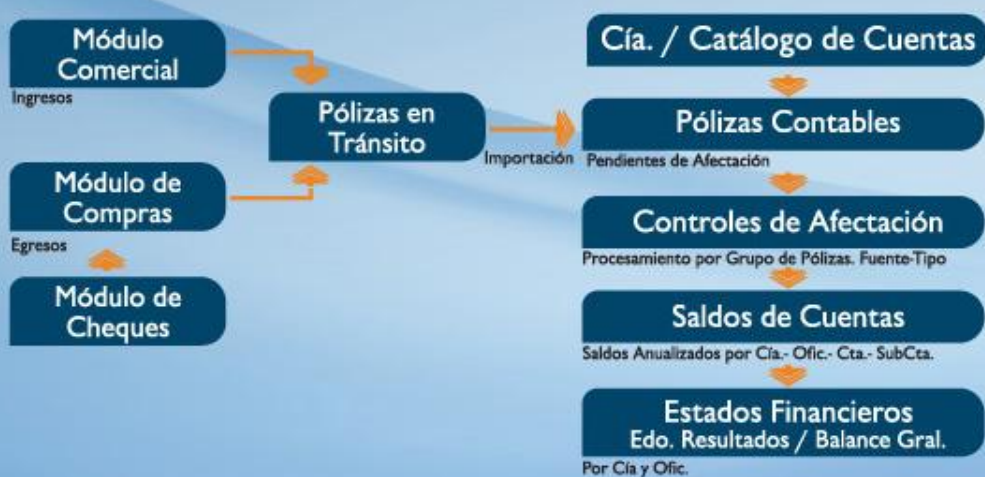 Módulo
Comercial
Ingresos
Módulo de
Compras
Egresos
Módulo de
Cheques
Pólizas en
Tránsito
Importación
Cía. / Catálogo de Cuentas
Pólizas Contables
Pendientes de Afectación
Controles de Afectación
Procesamiento por Grupo de Pólizas. Fuente-Tipo
Saldos de Cuentas
Saldos Anualizados por Cía.- Ofic.- Cta.- SubCta.
Estados Financieros
Edo. Resultados / Balance Gral.
Por Cía y Ofic.